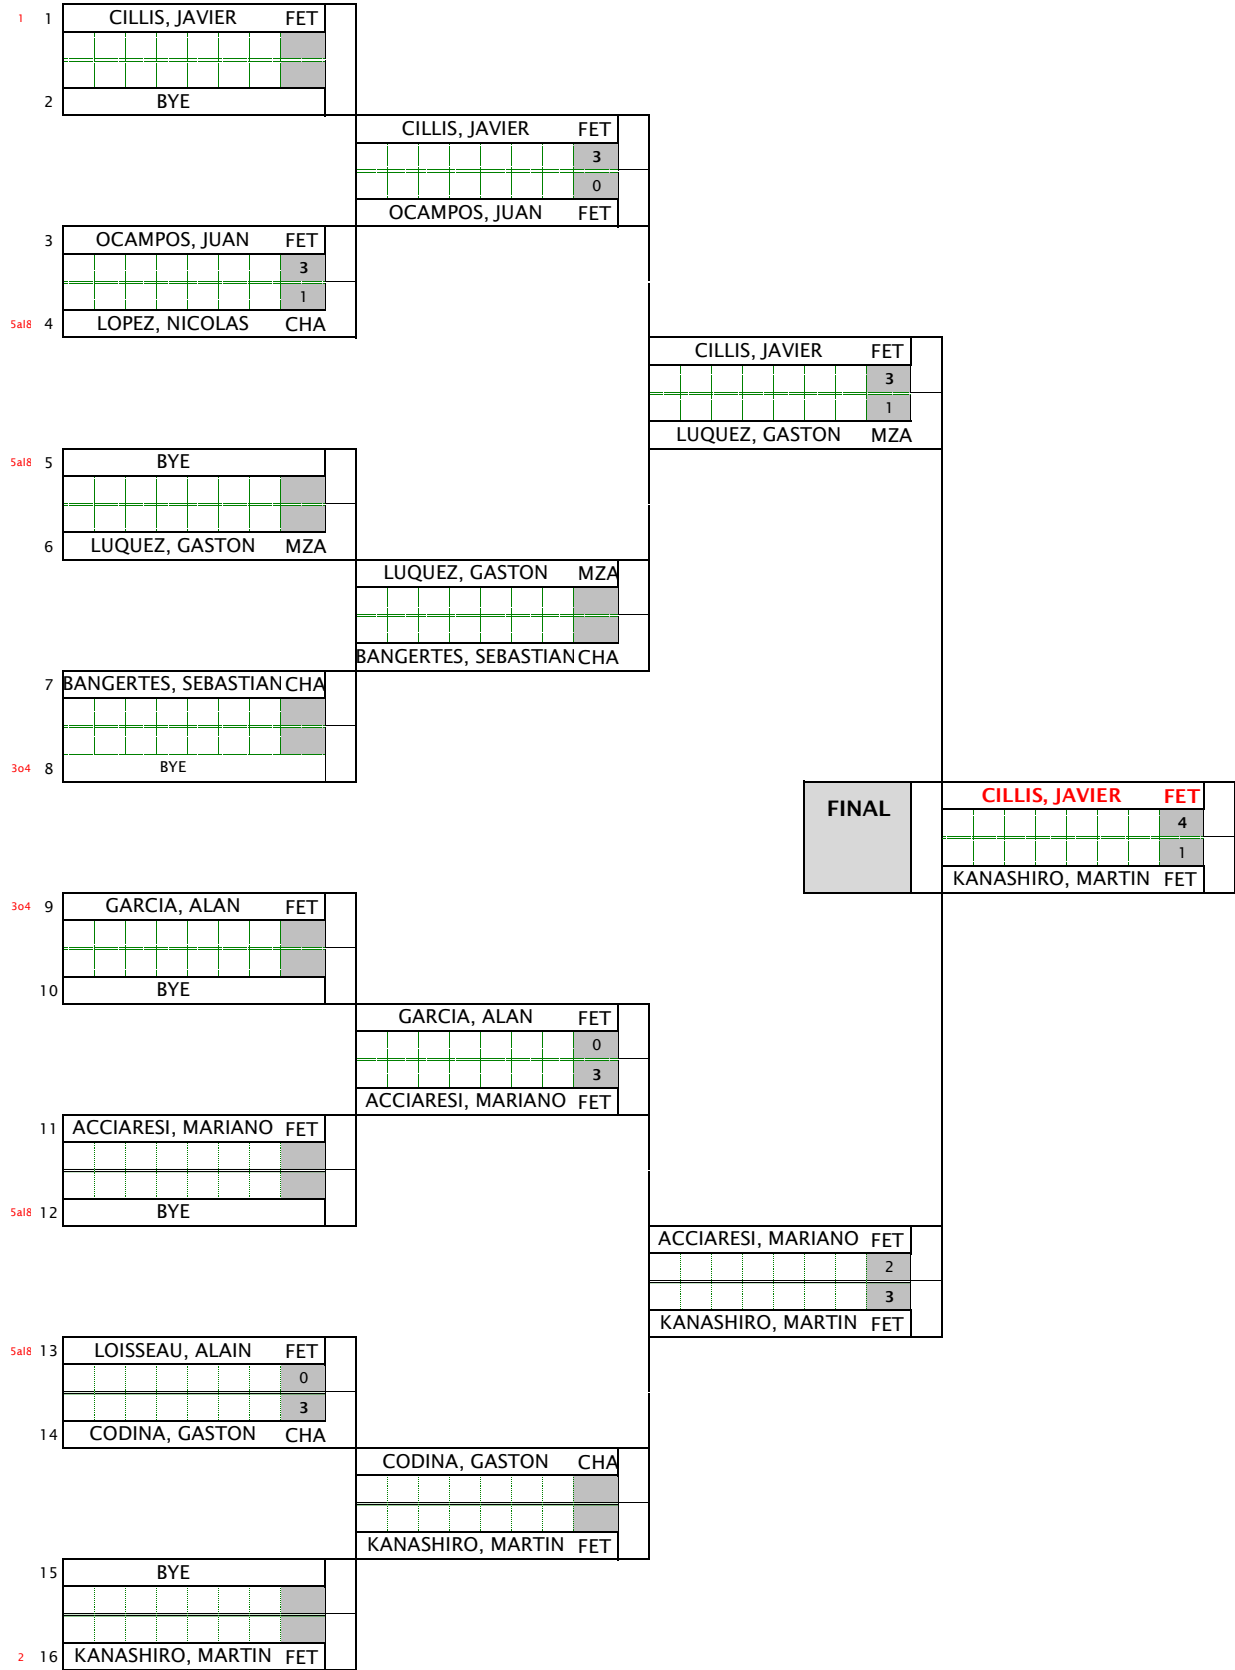 1 1 CILLIS, JAVIER FET
2 BYE
CILLIS, JAVIER FET
3
0
OCAMPOS, JUAN FET
3 OCAMPOS, JUAN FET
3
1
5al8 4 LOPEZ, NICOLAS CHA
CILLIS, JAVIER FET
3
1
LUQUEZ, GASTON MZA
5al8 5 BYE
6 LUQUEZ, GASTON MZA
LUQUEZ, GASTON MZA
BANGERTES, SEBASTIAN CHA
7 BANGERTES, SEBASTIAN CHA
3o4 8 BYE
FINAL
CILLIS, JAVIER FET
4
1
KANASHIRO, MARTIN FET
3o4 9 GARCIA, ALAN FET
10 BYE
GARCIA, ALAN FET
0
3
ACCIARESI, MARIANO FET
11 ACCIARESI, MARIANO FET
5al8 12 BYE
ACCIARESI, MARIANO FET
2
3
KANASHIRO, MARTIN FET
5al8 13 LOISSEAU, ALAIN FET
0
3
14 CODINA, GASTON CHA
CODINA, GASTON CHA
KANASHIRO, MARTIN FET
15 BYE
2 16 KANASHIRO, MARTIN FET